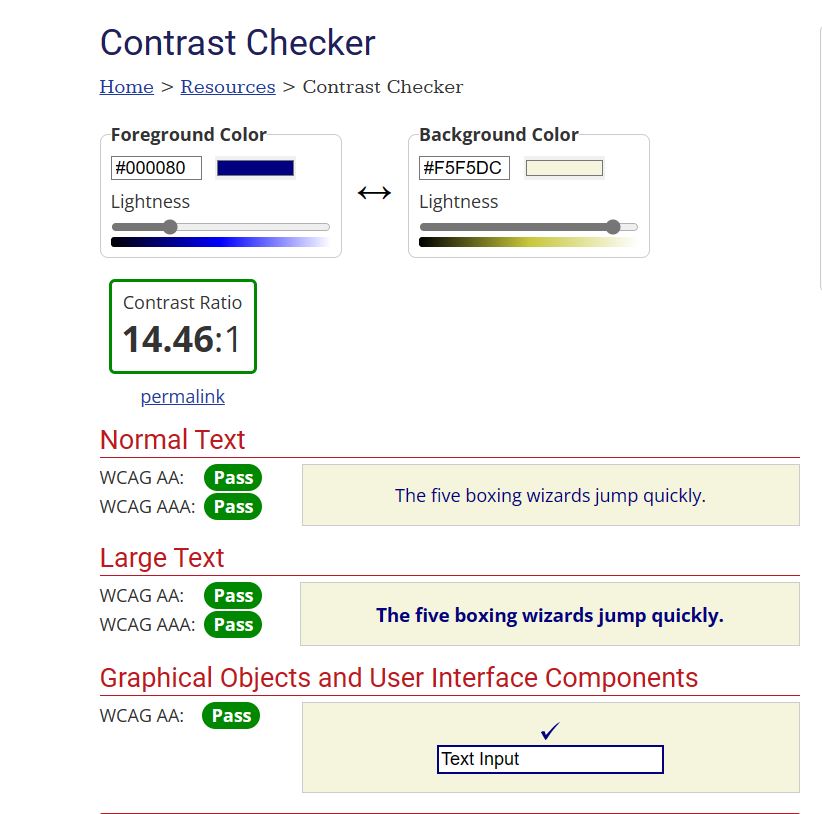 Contrast Checker
Home > Resources > Contrast Checker
Foreground Color
#000080
Lightness
Background Color
#F5F5DC
Lightness
Contrast Ratio
14.46:1
permalink
Normal Text
WCAG AA: Pass
WCAG AAA: Pass
The five boxing wizards jump quickly.
Large Text
WCAG AA: Pass
WCAG AAA: Pass
The five boxing wizards jump quickly.
Graphical Objects and User Interface Components
WCAG AA: Pass
Text Input